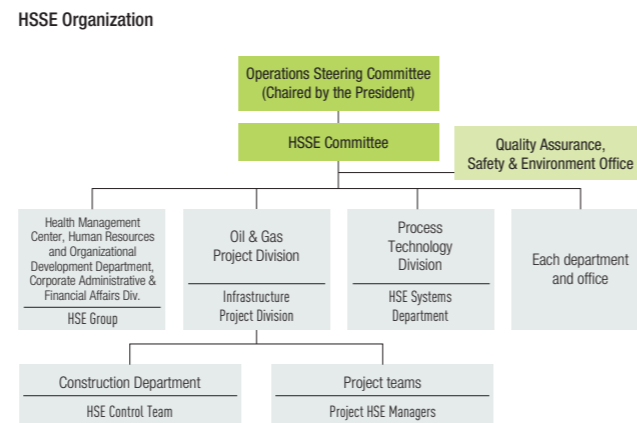 HSSE Organization
Operations Steering Committee
(Chaired by the President)
HSSE Committee
Quality Assurance,
Safety & Environment Office
Health Management
Center, Human Resources
and Organizational
Development Department,
Corporate Administrative &
Financial Affairs Div.
HSE Group
Oil & Gas
Project Division
Infrastructure
Project Division
Process
Technology
Division
HSE Systems
Department
Each department
and office
Construction Department
HSE Control Team
Project teams
Project HSE Managers